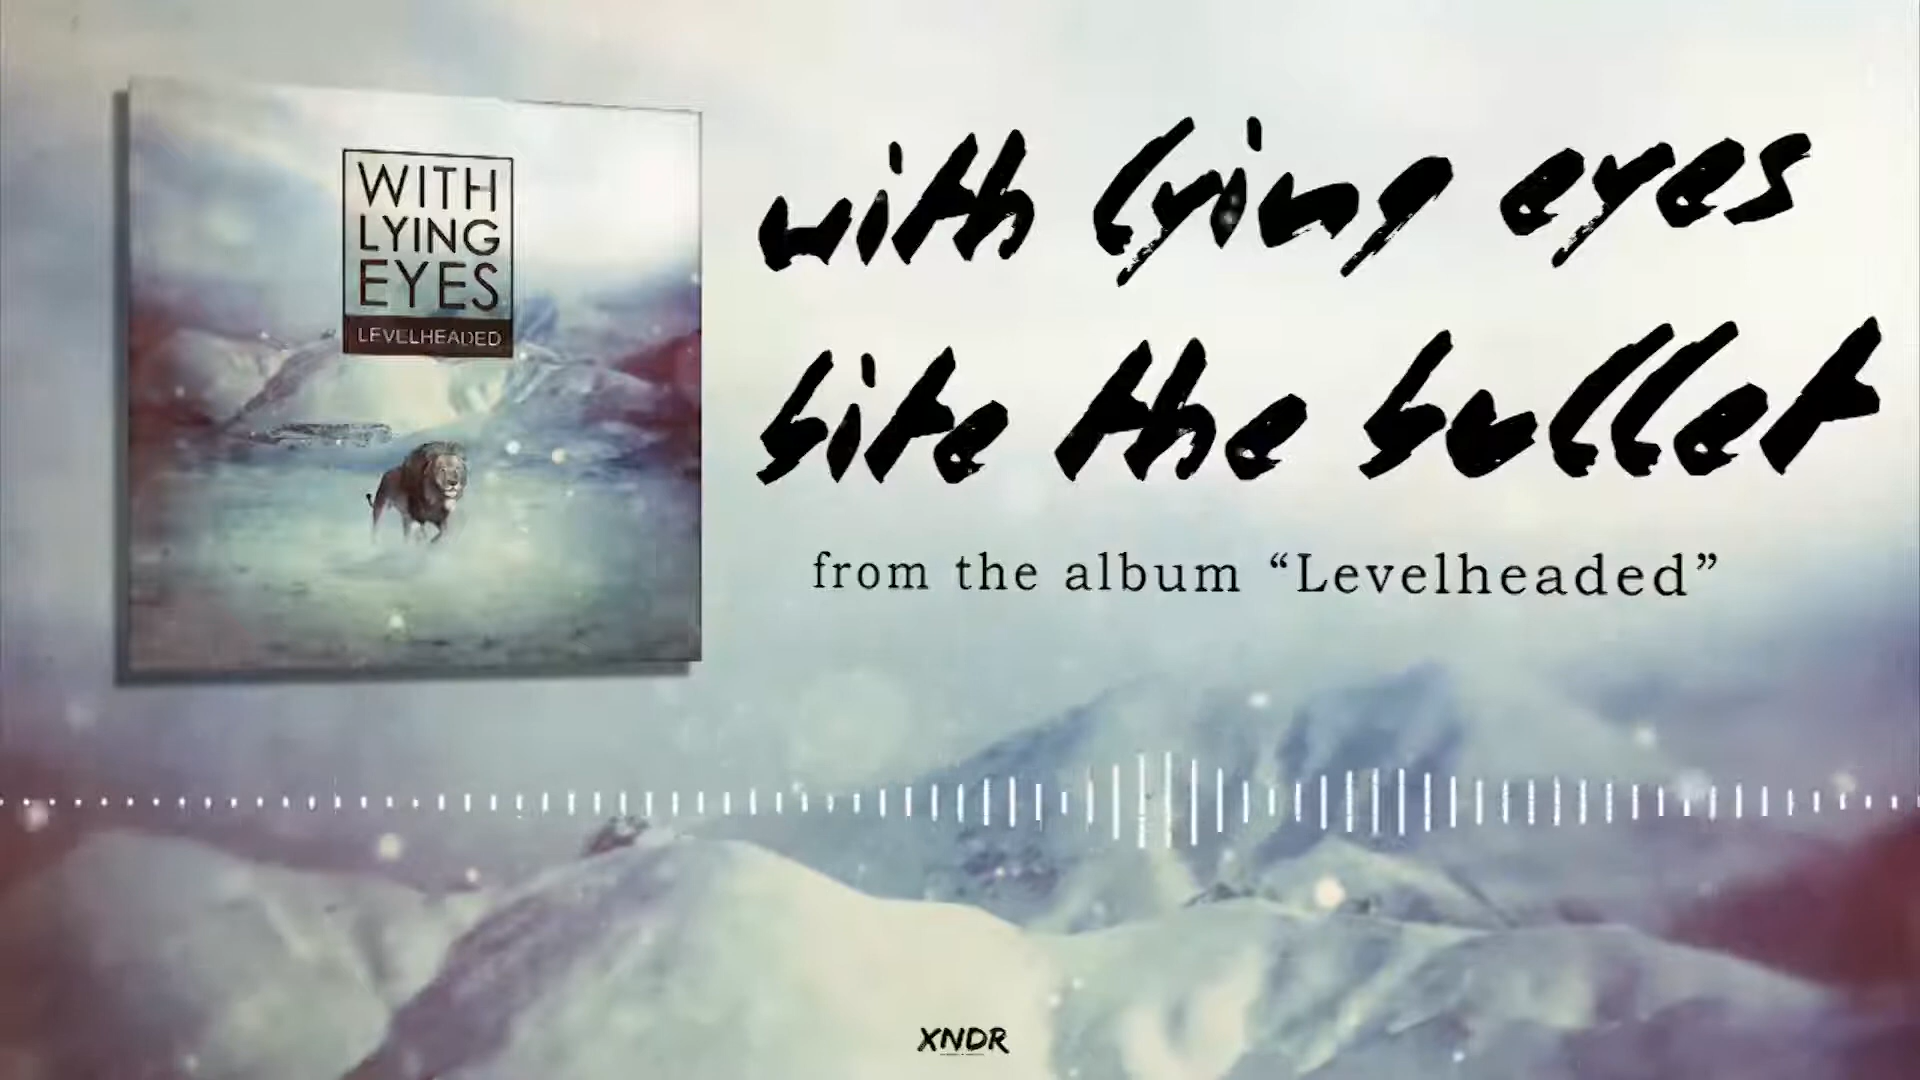 WITH
LYING
EYES
LEVELHEADED
with lying eyes
bite the bullet
from the album “Levelheaded”
XNDR